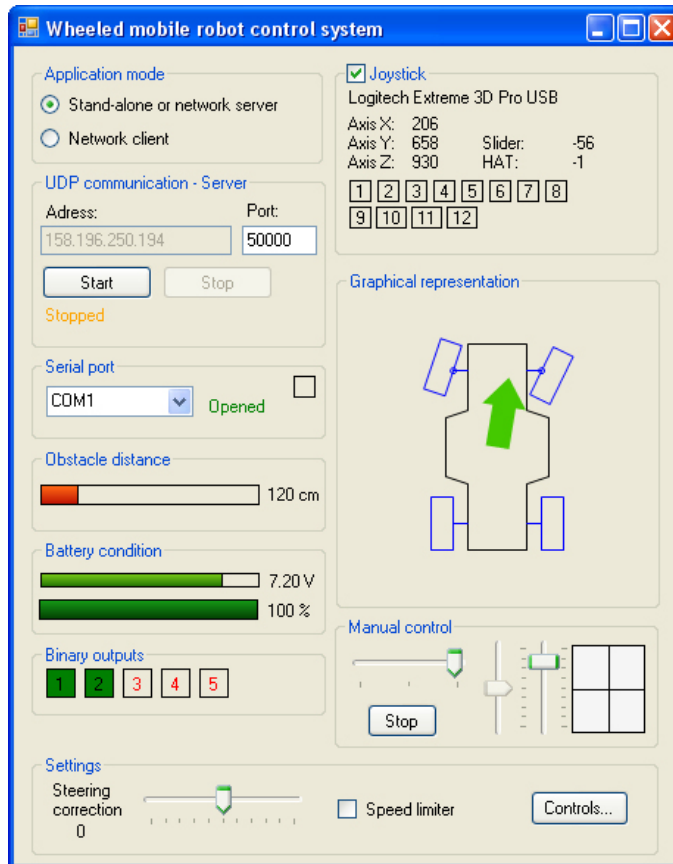 Wheeled mobile robot control system
Application mode
Stand-alone or network server
Network client
UDP communication - Server
Adress:
Port:
158.196.250.194
50000
Start
Stop
Stopped
Serial port
COM1
Opened
Obstacle distance
120 cm
Battery condition
7.20 V
100 %
Binary outputs
1 2 3 4 5
Joystick
Logitech Extreme 3D Pro USB
Axis X: 206
Axis Y: 658 Slider: -56
Axis Z: 930 HAT: -1
1 2 3 4 5 6 7 8
9 10 11 12
Graphical representation
Manual control
Stop
Settings
Steering
correction
0
Speed limiter
Controls...